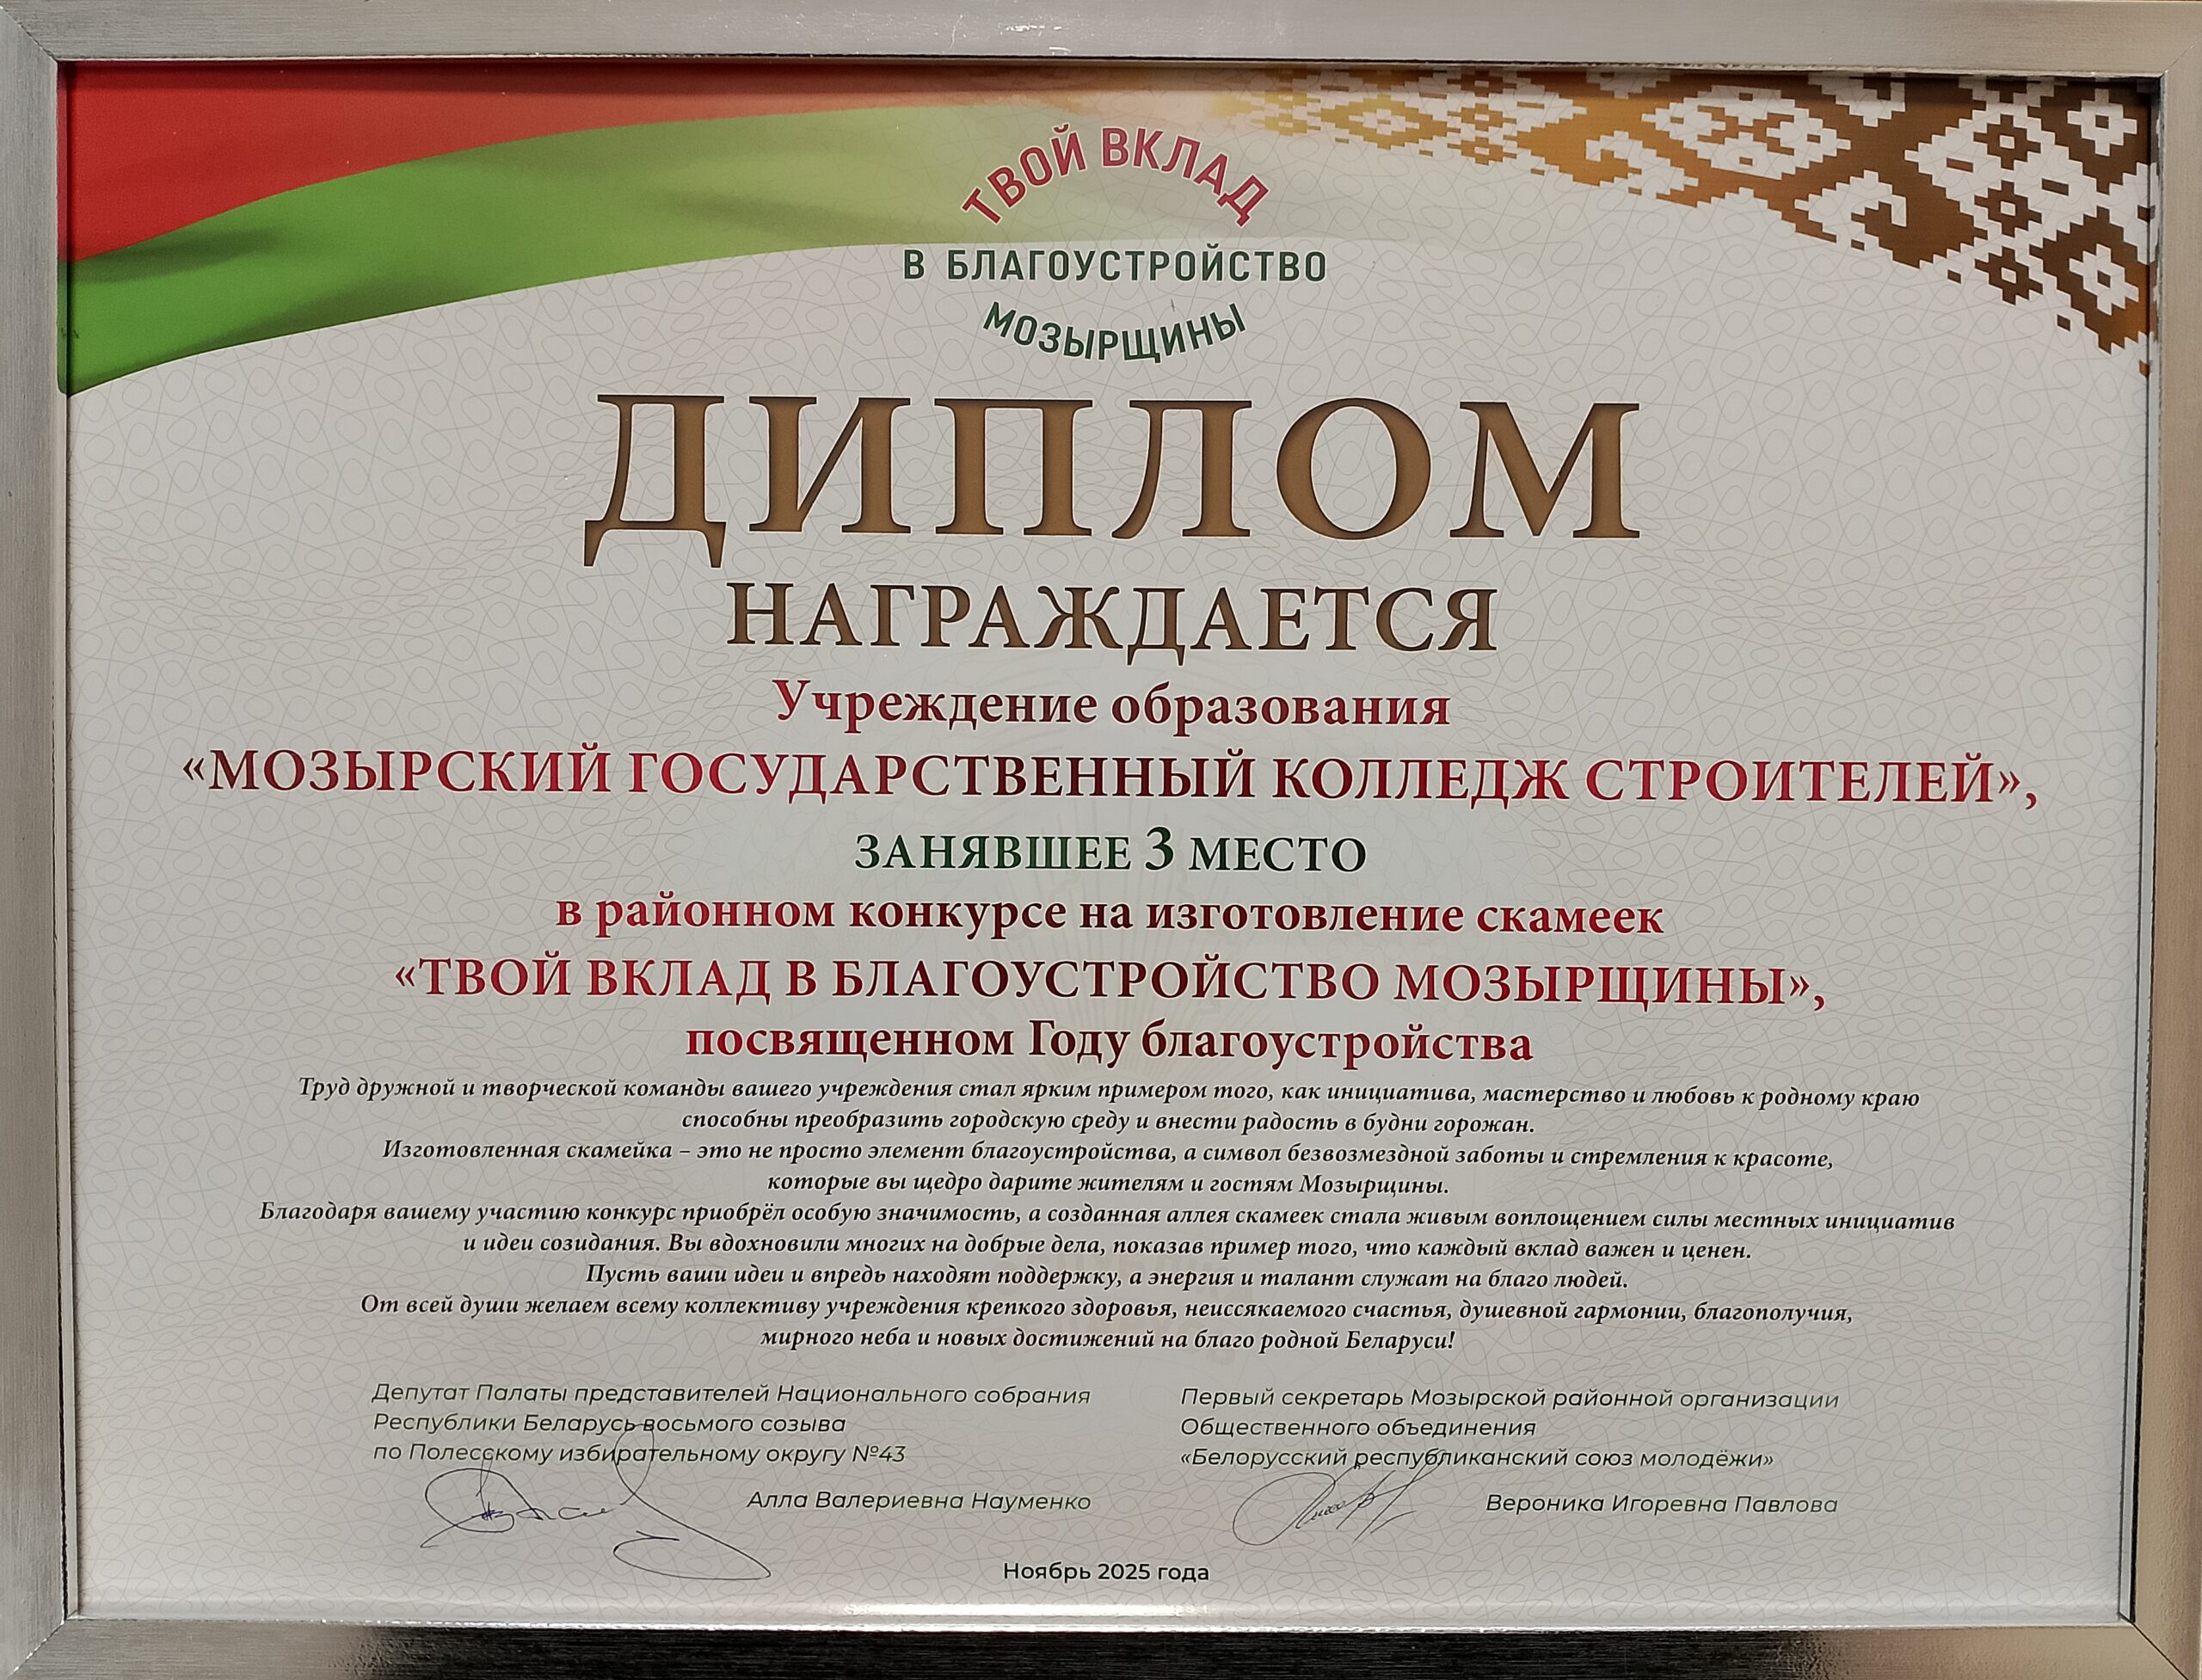 ТВОЙ ВКЛАД
В БЛАГОУСТРОЙСТВО
МОЗЫРЩИНЫ
ДИПЛОМ
НАГРАЖДАЕТСЯ
Учреждение образования
«МОЗЫРСКИЙ ГОСУДАРСТВЕННЫЙ КОЛЛЕДЖ СТРОИТЕЛЕЙ»,
ЗАНЯВШЕЕ 3 МЕСТО
в районном конкурсе на изготовление скамеек
«ТВОЙ ВКЛАД В БЛАГОУСТРОЙСТВО МОЗЫРЩИНЫ»,
посвященном Году благоустройства
Труд дружной и творческой команды вашего учреждения стал ярким примером того, как инициатива, мастерство и любовь к родному краю
способны преобразить городскую среду и внести радость в будни горожан.
Изготовленная скамейка – это не просто элемент благоустройства, а символ безвозмездной заботы и стремления к красоте,
которые вы щедро дарите жителям и гостям Мозырщины.
Благодаря вашему участию конкурс приобрёл особую значимость, а созданная аллея скамеек стала живым воплощением силы местных инициатив
и идеи созидания. Вы вдохновили многих на добрые дела, показав пример того, что каждый вклад важен и ценен.
Пусть ваши идеи и впредь находят поддержку, а энергия и талант служат на благо людей.
От всей души желаем всему коллективу учреждения крепкого здоровья, неиссякаемого счастья, душевной гармонии, благополучия,
мирного неба и новых достижений на благо родной Беларуси!
Депутат Палаты представителей Национального собрания
Республики Беларусь восьмого созыва
по Полесскому избирательному округу №43
Алла Валериевна Науменко
Первый секретарь Мозырской районной организации
Общественного объединения
«Белорусский республиканский союз молодёжи»
Вероника Игоревна Павлова
Ноябрь 2025 года